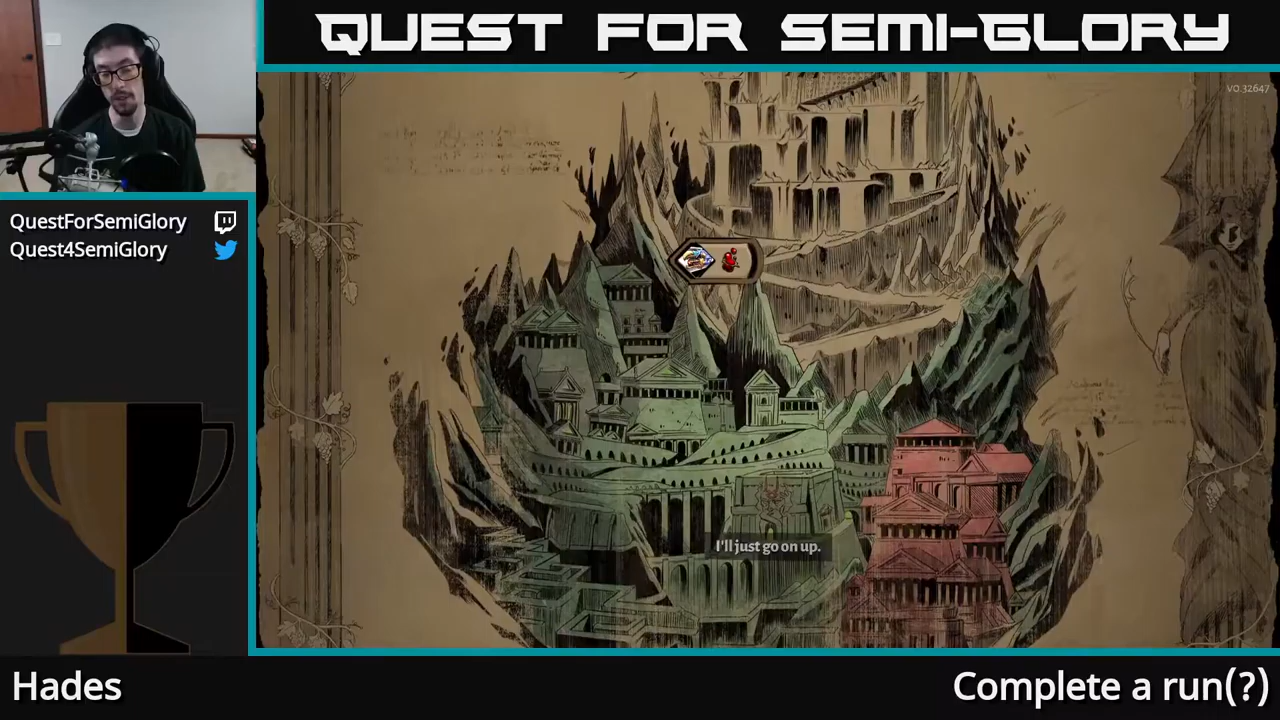 QUEST FOR SEMI-GLORY
V0.32647
QuestForSemiGlory
Quest4SemiGlory
I'll just go on up.
Hades
Complete a run(?)